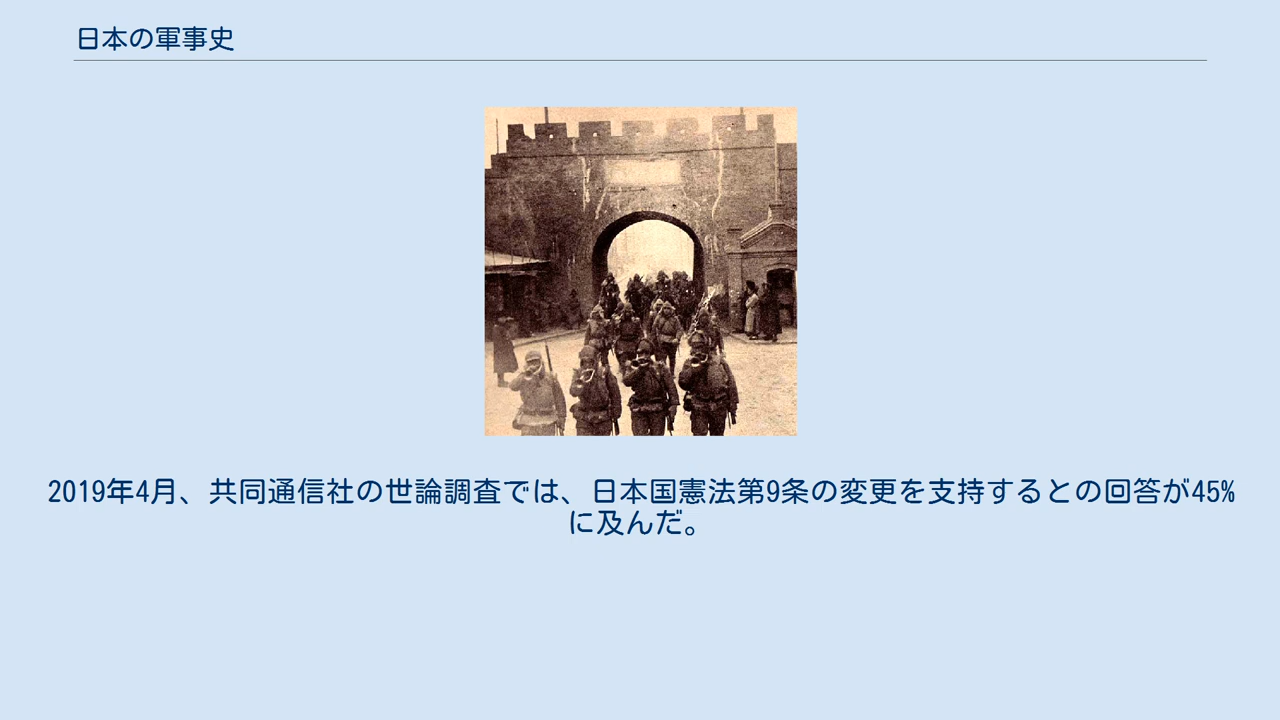 日本の軍事史
2019年4月、共同通信社の世論調査では、日本国憲法第9条の変更を支持するとの回答が45%
に及んだ。